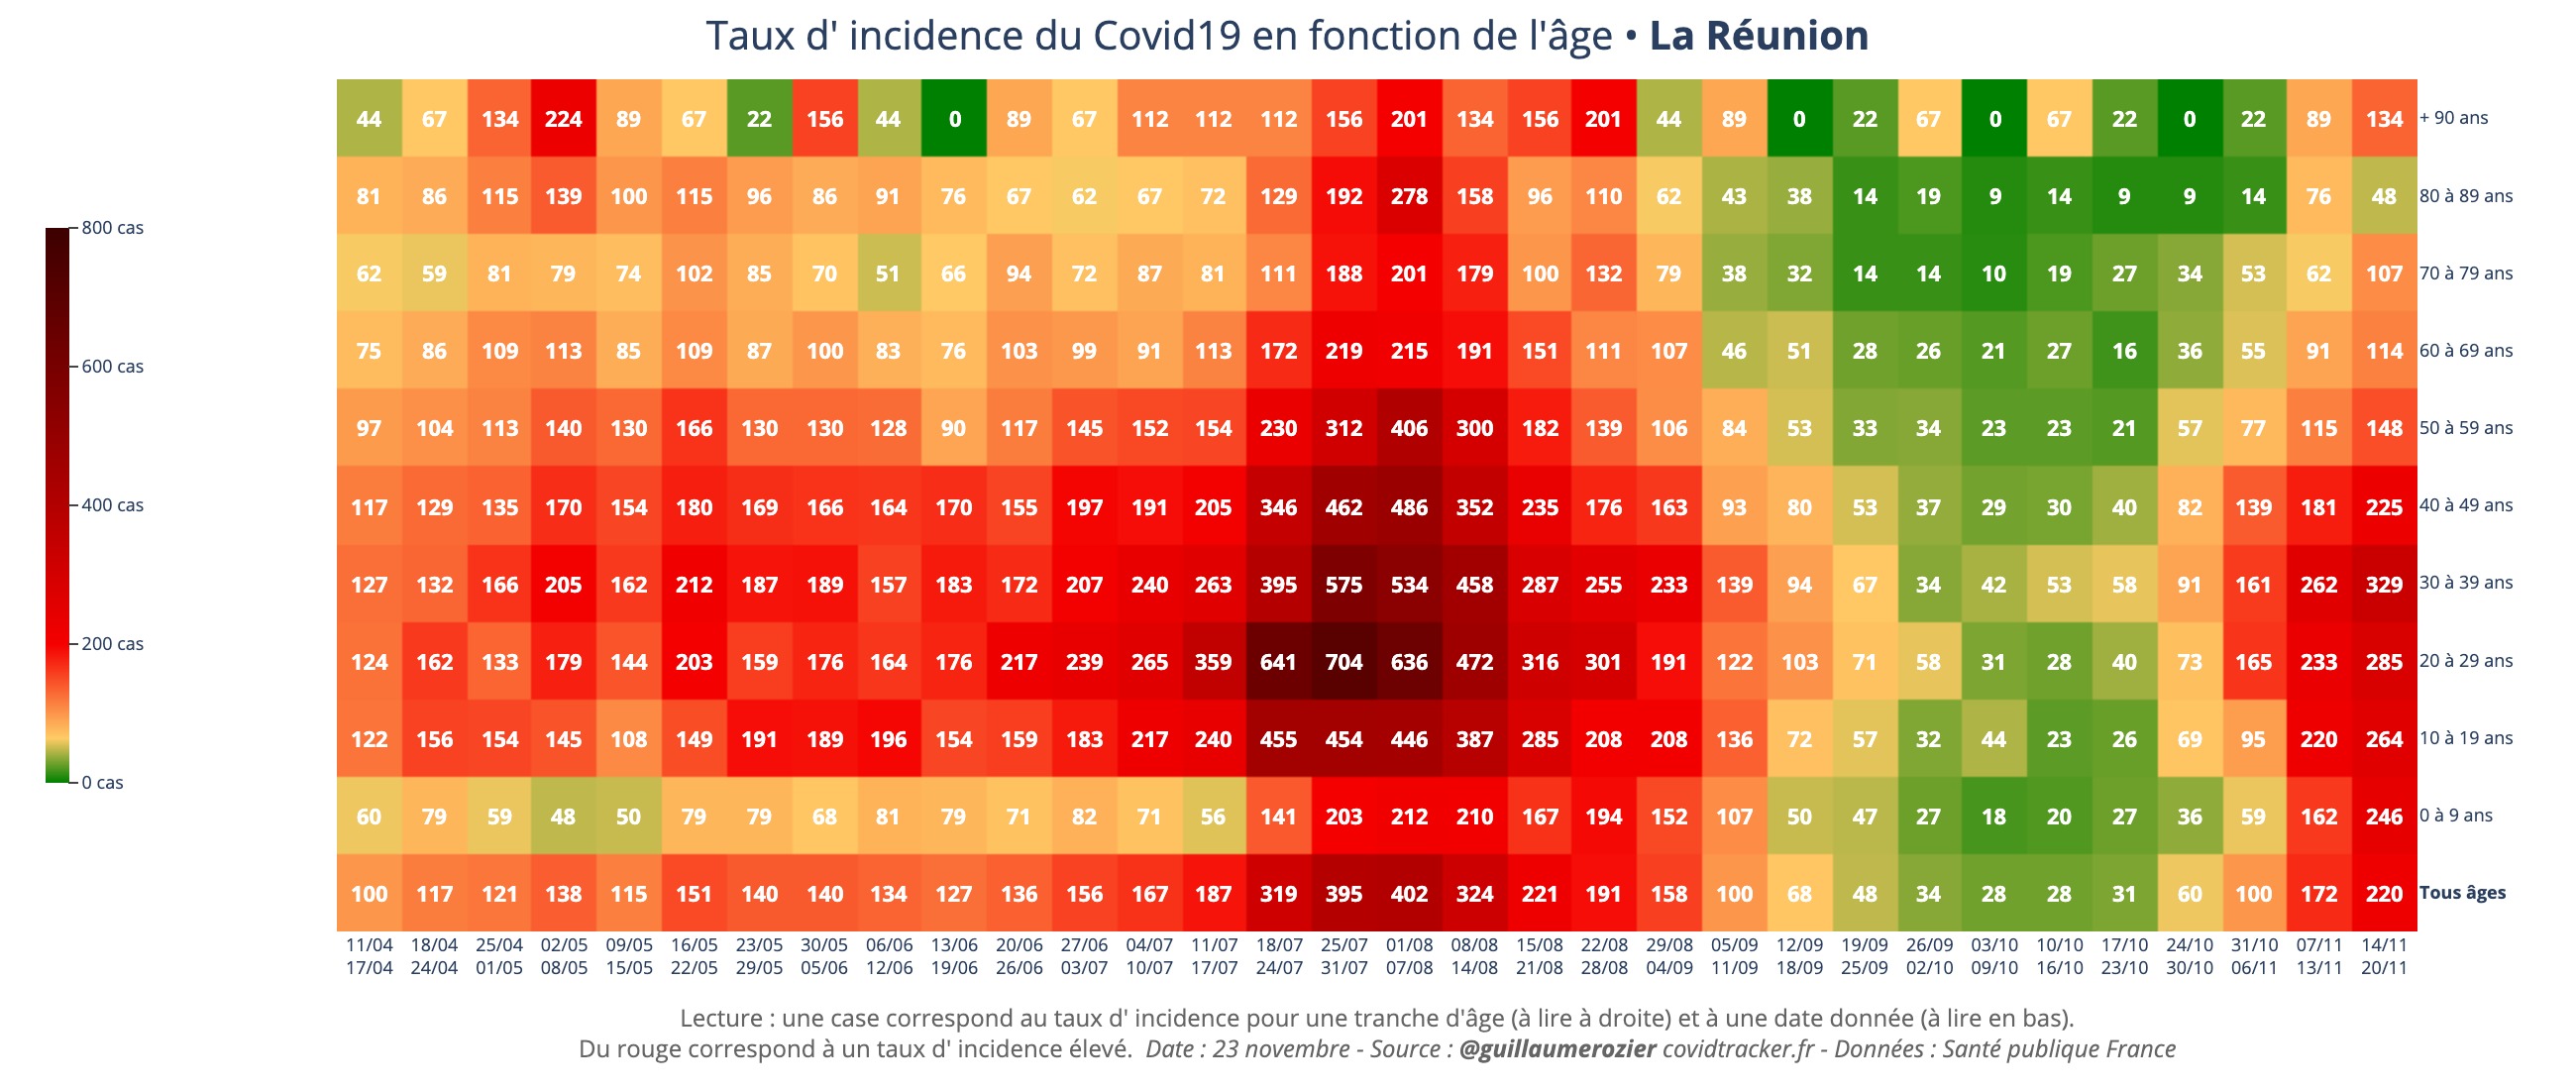 Taux d' incidence du Covid19 en fonction de l'âge • La Réunion
44 67 134 224 89 67 22 156 44 0 89 67 112 112 112 156 201 134 156 201 44 89 0 22 67 0 67 22 0 22 89 134 + 90 ans
81 86 115 139 100 115 96 86 91 76 67 62 67 72 129 192 278 158 96 110 62 43 38 14 19 9 14 9 9 14 76 48 80 à 89 ans
800 cas
62 59 81 79 74 102 85 70 51 66 94 72 87 81 111 188 201 179 100 132 79 38 32 14 14 10 19 27 34 53 62 107 70 à 79 ans
75 86 109 113 85 109 87 100 83 76 103 99 91 113 172 219 215 191 151 111 107 46 51 28 26 21 27 16 36 55 91 114 60 à 69 ans
600 cas
97 104 113 140 130 166 130 130 128 90 117 145 152 154 230 312 406 300 182 139 106 84 53 33 34 23 23 21 57 77 115 148 50 à 59 ans
400 cas
117 129 135 170 154 180 169 166 164 170 155 197 191 205 346 462 486 352 235 176 163 93 80 53 37 29 30 40 82 139 181 225 40 à 49 ans
127 132 166 205 162 212 187 189 157 183 172 207 240 263 395 575 534 458 287 255 233 139 94 67 34 42 53 58 91 161 262 329 30 à 39 ans
200 cas
124 162 133 179 144 203 159 176 164 176 217 239 265 359 641 704 636 472 316 301 191 122 103 71 58 31 28 40 73 165 233 285 20 à 29 ans
122 156 154 145 108 149 191 189 196 154 159 183 217 240 455 454 446 387 285 208 208 136 72 57 32 44 23 26 69 95 220 264 10 à 19 ans
0 cas
60 79 59 48 50 79 79 68 81 79 71 82 71 56 141 203 212 210 167 194 152 107 50 47 27 18 20 27 36 59 162 246 0 à 9 ans
100 117 121 138 115 151 140 140 134 127 136 156 167 187 319 395 402 324 221 191 158 100 68 48 34 28 28 31 60 100 172 220 Tous âges
11/04 18/04 25/04 02/05 09/05 16/05 23/05 30/05 06/06 13/06 20/06 27/06 04/07 11/07 18/07 25/07 01/08 08/08 15/08 22/08 29/08 05/09 12/09 19/09 26/09 03/10 10/10 17/10 24/10 31/10 07/11 14/11
17/04 24/04 01/05 08/05 15/05 22/05 29/05 05/06 12/06 19/06 26/06 03/07 10/07 17/07 24/07 31/07 07/08 14/08 21/08 28/08 04/09 11/09 18/09 25/09 02/10 09/10 16/10 23/10 30/10 06/11 13/11 20/11
Lecture : une case correspond au taux d' incidence pour une tranche d'âge (à lire à droite) et à une date donnée (à lire en bas).
Du rouge correspond à un taux d' incidence élevé. Date : 23 novembre - Source : @guillaumerozier covidtracker.fr - Données : Santé publique France